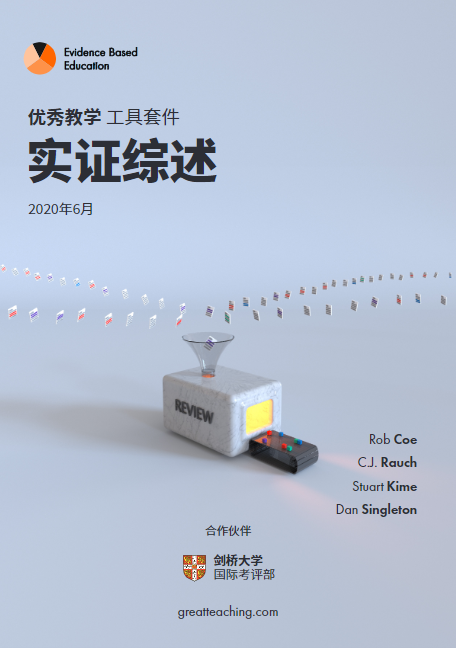 Evidence Based
Education
优秀教学 工具套件
实证综述
2020年6月
REVIEW
Rob Coe
C.J. Rauch
Stuart Kime
Dan Singleton
合作伙伴
剑桥大学
国际考评部
greatteaching.com